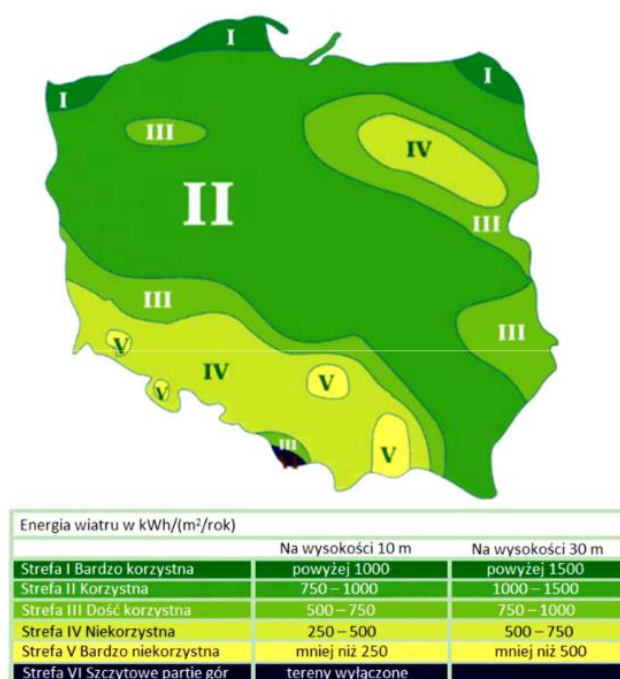 I
I
I
III
IV
II
III
III
III
V
IV
V
V
III
V
Energia wiatru w kWh/(m²/rok)
Na wysokości 10 m Na wysokości 30 m
Strefa I Bardzo korzystna powyżej 1000 powyżej 1500
Strefa II Korzystna 750 – 1000 1000 – 1500
Strefa III Dość korzystna 500 – 750 750 – 1000
Strefa IV Niekorzystna 250 – 500 500 – 750
Strefa V Bardzo niekorzystna mniej niż 250 mniej niż 500
Strefa VI Szczytowe partie gór tereny wyłączone